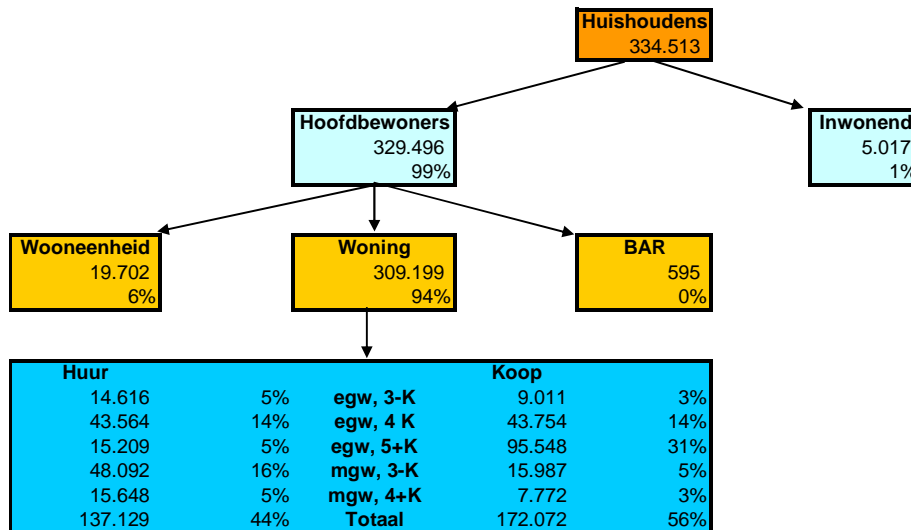 Huishoudens
334.513
Hoofdbewoners
329.496
99%
Inwonend
5.017
1%
Wooneenheid
19.702
6%
Woning
309.199
94%
BAR
595
0%
Huur Koop
14.616 5% egw, 3-K 9.011 3%
43.564 14% egw, 4 K 43.754 14%
15.209 5% egw, 5+K 95.548 31%
48.092 16% mgw, 3-K 15.987 5%
15.648 5% mgw, 4+K 7.772 3%
137.129 44% Totaal 172.072 56%